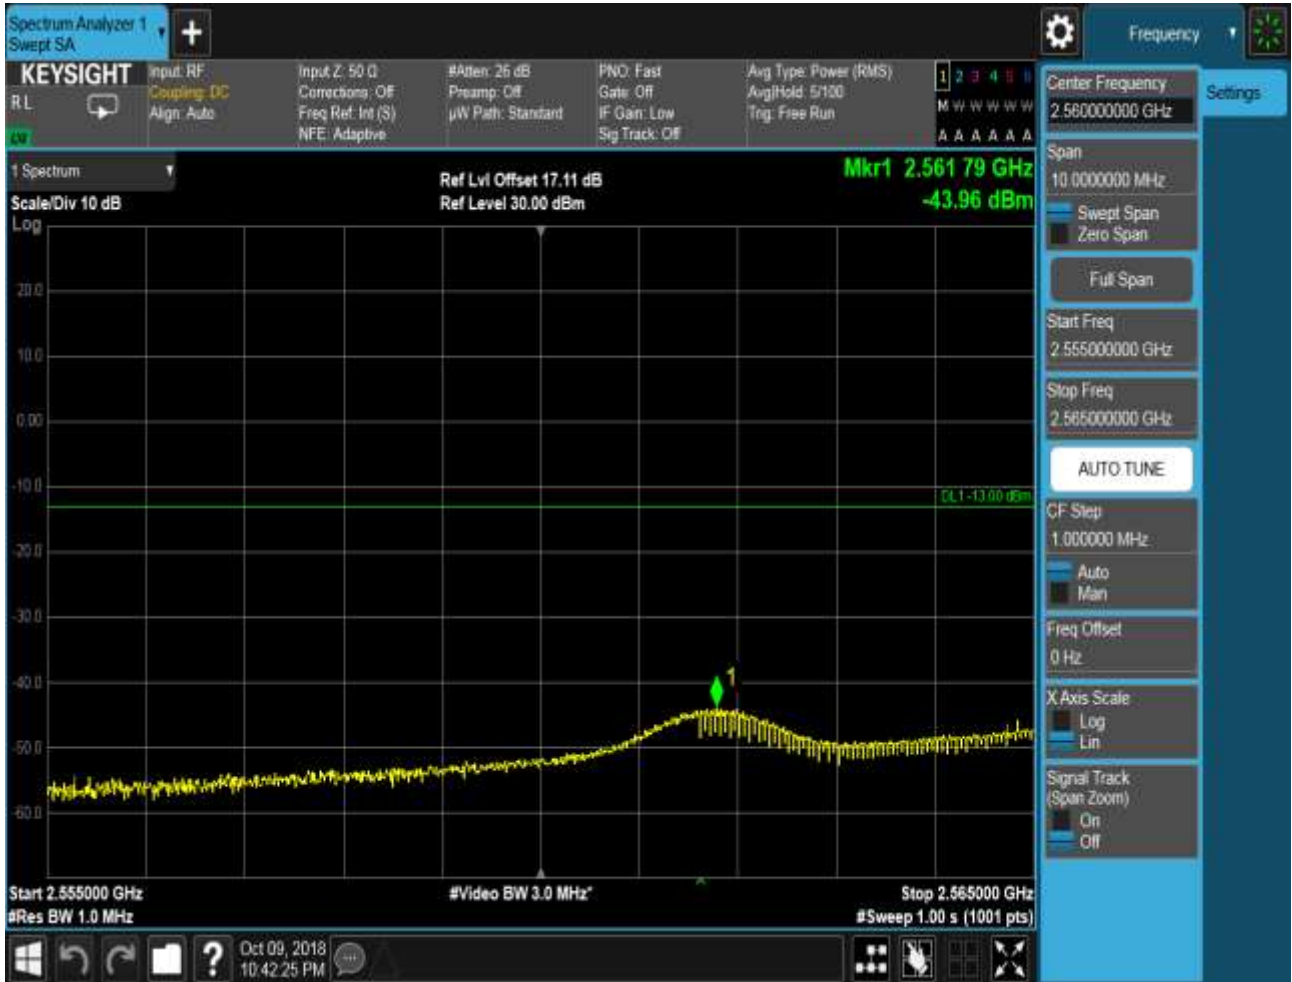 Spectrum Analyzer 1
Swept SA
Frequency
KEYSIGHT
R L
Input: RF
Coupling: DC
Align: Auto
Input Z: 50 Ω
Corrections: Off
Freq Ref: Int (S)
NFE: Adaptive
#Atten: 26 dB
Preamp: Off
µW Path: Standard
PNO: Fast
Gate: Off
IF Gain: Low
Sig Track: Off
Avg Type: Power (RMS)
Avg|Hold: 5/100
Trig: Free Run
1 2 3 4 5 6
M W W W W W
A A A A A A
1 Spectrum
Scale/Div 10 dB
Log
Ref Lvl Offset 17.11 dB
Ref Level 30.00 dBm
Mkr1 2.561 79 GHz
-43.96 dBm
20.0
10.0
0.00
-10.0
-20.0
-30.0
-40.0
-50.0
-60.0
DL1 -13.00 dBm
1
Start 2.555000 GHz
#Res BW 1.0 MHz
#Video BW 3.0 MHz*
Stop 2.565000 GHz
#Sweep 1.00 s (1001 pts)
Center Frequency
2.560000000 GHz
Settings
Span
10.0000000 MHz
Swept Span
Zero Span
Full Span
Start Freq
2.555000000 GHz
Stop Freq
2.565000000 GHz
AUTO TUNE
CF Step
1.000000 MHz
Auto
Man
Freq Offset
0 Hz
X Axis Scale
Log
Lin
Signal Track
(Span Zoom)
On
Off
?
Oct 09, 2018
10:42:25 PM